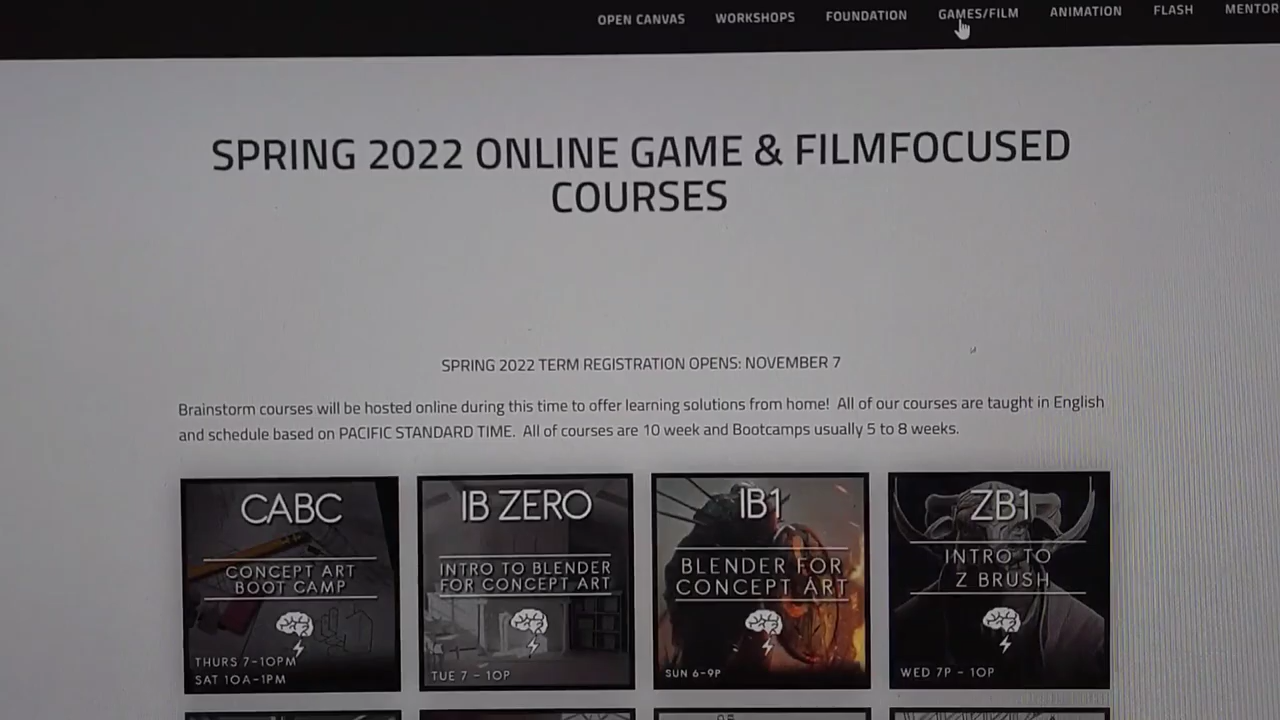 OPEN CANVAS WORKSHOPS FOUNDATION GAMES/FILM ANIMATION FLASH MENTOR
SPRING 2022 ONLINE GAME & FILMFOCUSED
COURSES
SPRING 2022 TERM REGISTRATION OPENS: NOVEMBER 7
Brainstorm courses will be hosted online during this time to offer learning solutions from home! All of our courses are taught in English
and schedule based on PACIFIC STANDARD TIME. All of courses are 10 week and Bootcamps usually 5 to 8 weeks.
CABC
CONCEPT ART
BOOT CAMP
THURS 7-10PM
SAT 10A-1PM
IB ZERO
INTRO TO BLENDER
FOR CONCEPT ART
TUE 7 - 10P
IB1
BLENDER FOR
CONCEPT ART
SUN 6-9P
ZB1
INTRO TO
Z BRUSH
WED 7P - 10P